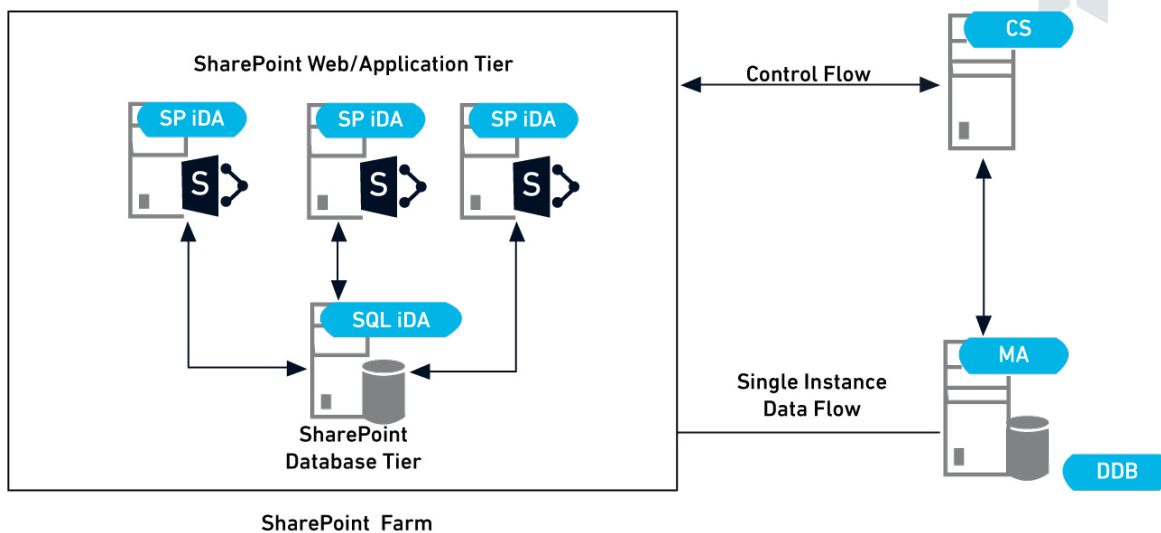 SharePoint Web/Application Tier
SP iDA
SP iDA
SP iDA
S
S
S
SQL iDA
SharePoint
Database Tier
SharePoint Farm
Control Flow
CS
Single Instance
Data Flow
MA
DDB